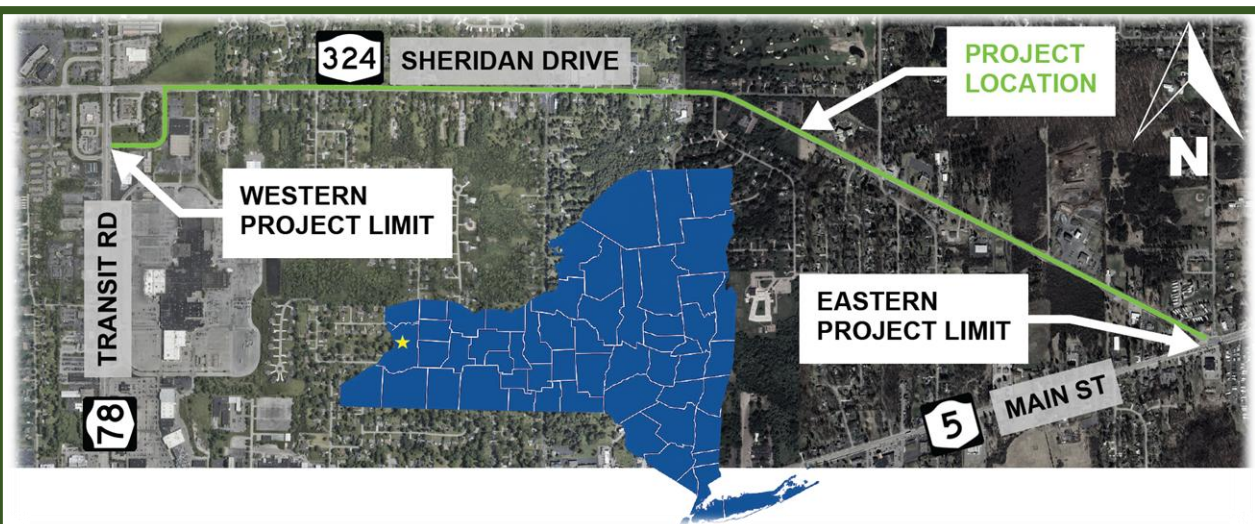 324 SHERIDAN DRIVE
PROJECT
LOCATION
N
WESTERN
PROJECT LIMIT
TRANSIT RD
78
EASTERN
PROJECT LIMIT
5 MAIN ST